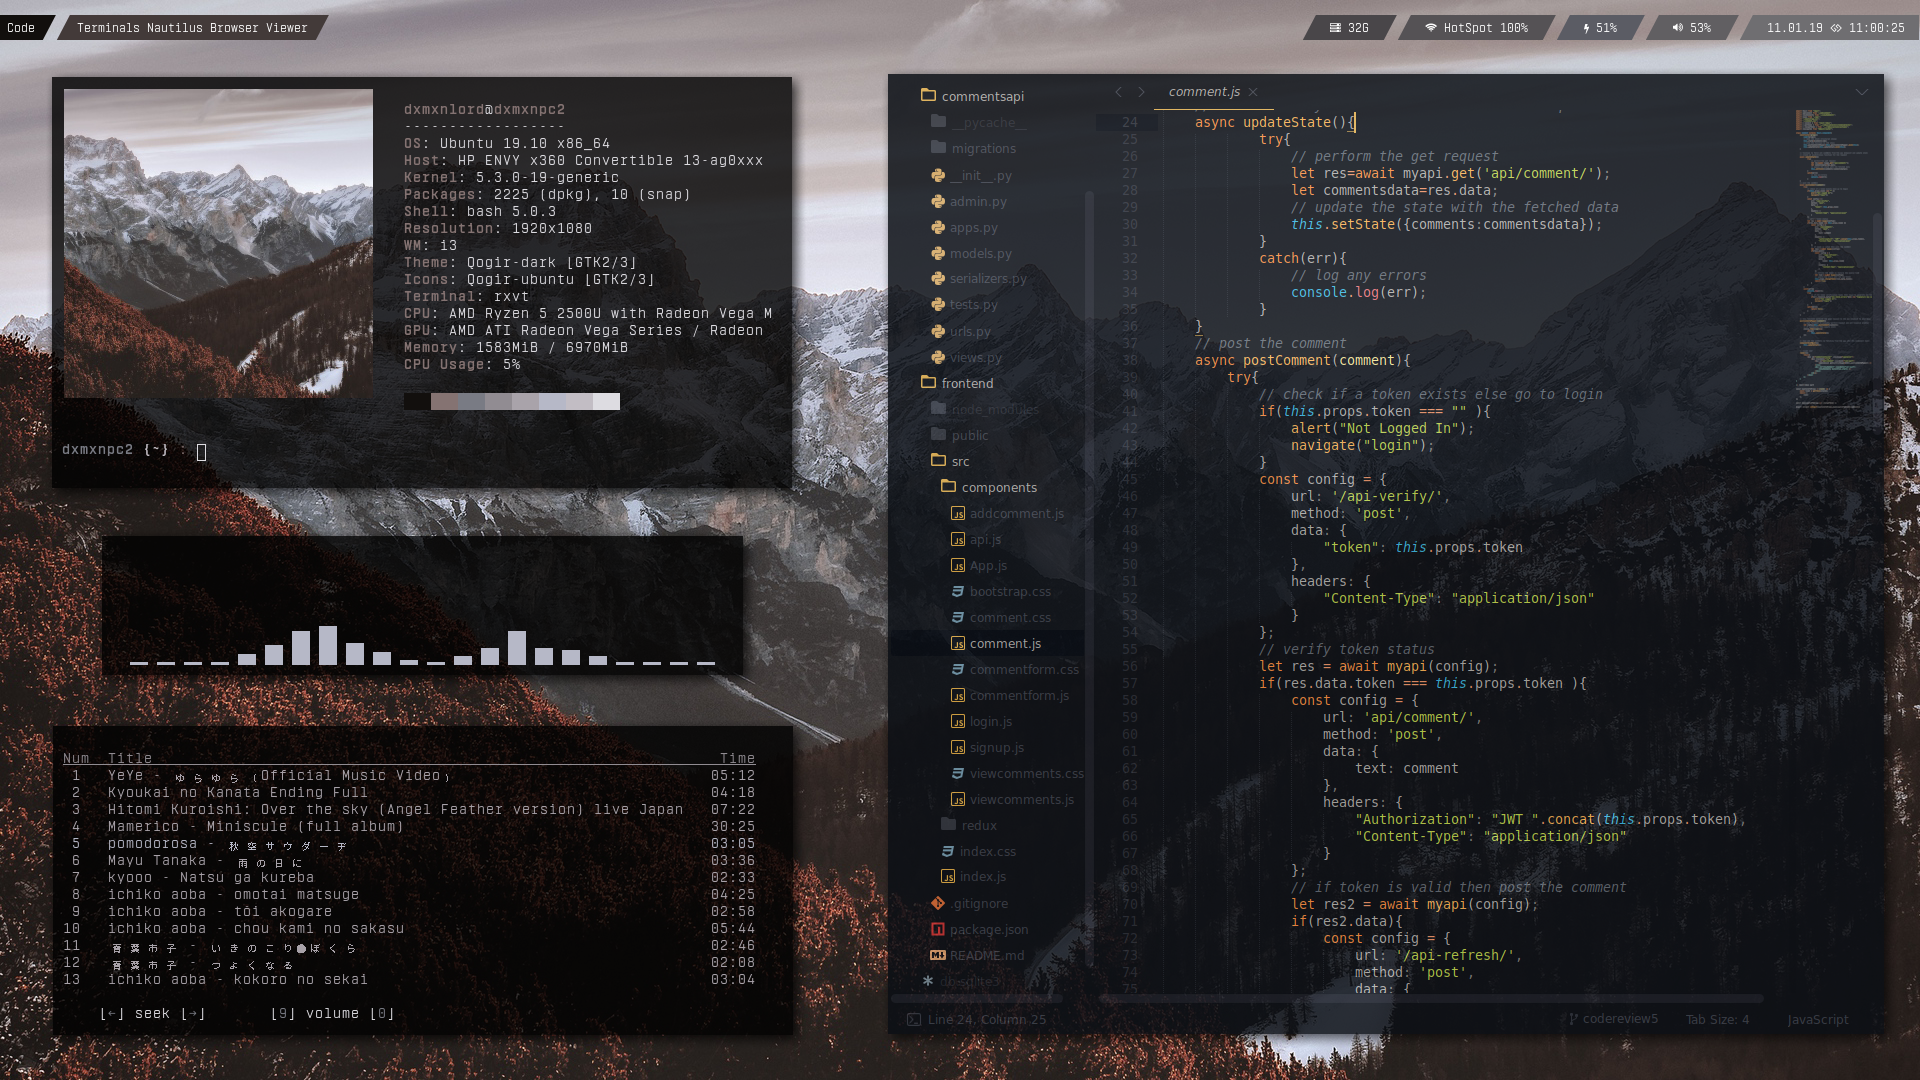 Code
Terminals Nautilus Browser Viewer
32G
HotSpot 100%
51%
53%
11.01.19 11:00:25
dxmxnlord@dxmxnpc2
------------------
OS: Ubuntu 19.10 x86_64
Host: HP ENVY x360 Convertible 13-ag0xxx
Kernel: 5.3.0-19-generic
Packages: 2225 (dpkg), 10 (snap)
Shell: bash 5.0.3
Resolution: 1920x1080
WM: i3
Theme: Qogir-dark [GTK2/3]
Icons: Qogir-ubuntu [GTK2/3]
Terminal: rxvt
CPU: AMD Ryzen 5 2500U with Radeon Vega M
GPU: AMD ATI Radeon Vega Series / Radeon
Memory: 1583MiB / 6970MiB
CPU Usage: 5%
dxmxnpc2 {~} :
Num Title Time
1 YeYe - ゆらゆら (Official Music Video) 05:12
2 Kyoukai no Kanata Ending Full 04:18
3 Hitomi Kuroishi: Over the sky (Angel Feather version) live Japan 07:22
4 Mamerico - Miniscule (full album) 30:25
5 pomodorosa - 秋空サウダーヂ 03:05
6 Mayu Tanaka - 雨の日に 03:36
7 kyooo - Natsu ga kureba 02:33
8 ichiko aoba - omotai matsuge 04:25
9 ichiko aoba - tôi akogare 02:58
10 ichiko aoba - chou kami no sakasu 05:44
11 青葉市子 - いきのこり●ぼくら 02:46
12 青葉市子 - つよくなる 02:08
13 ichiko aoba - kokoro no sekai 03:04
[←] seek [→] [9] volume [0]
commentsapi
__pycache__
migrations
__init__.py
admin.py
apps.py
models.py
serializers.py
tests.py
urls.py
views.py
frontend
node_modules
public
src
components
addcomment.js
api.js
App.js
bootstrap.css
comment.css
comment.js
commentform.css
commentform.js
login.js
signup.js
viewcomments.css
viewcomments.js
redux
index.css
index.js
.gitignore
package.json
README.md
db.sqlite3
comment.js
24 async updateState(){
25 try{
26 // perform the get request
27 let res=await myapi.get('api/comment/');
28 let commentsdata=res.data;
29 // update the state with the fetched data
30 this.setState({comments:commentsdata});
31 }
32 catch(err){
33 // log any errors
34 console.log(err);
35 }
36 }
37 // post the comment
38 async postComment(comment){
39 try{
40 // check if a token exists else go to login
41 if(this.props.token === "" ){
42 alert("Not Logged In");
43 navigate("login");
44 }
45 const config = {
46 url: '/api-verify/',
47 method: 'post',
48 data: {
49 "token": this.props.token
50 },
51 headers: {
52 "Content-Type": "application/json"
53 }
54 };
55 // verify token status
56 let res = await myapi(config);
57 if(res.data.token === this.props.token ){
58 const config = {
59 url: 'api/comment/',
60 method: 'post',
61 data: {
62 text: comment
63 },
64 headers: {
65 "Authorization": "JWT ".concat(this.props.token),
66 "Content-Type": "application/json"
67 }
68 };
69 // if token is valid then post the comment
70 let res2 = await myapi(config);
71 if(res2.data){
72 const config = {
73 url: '/api-refresh/',
74 method: 'post',
75 data: {
Line 24, Column 25
codereview5
Tab Size: 4
JavaScript